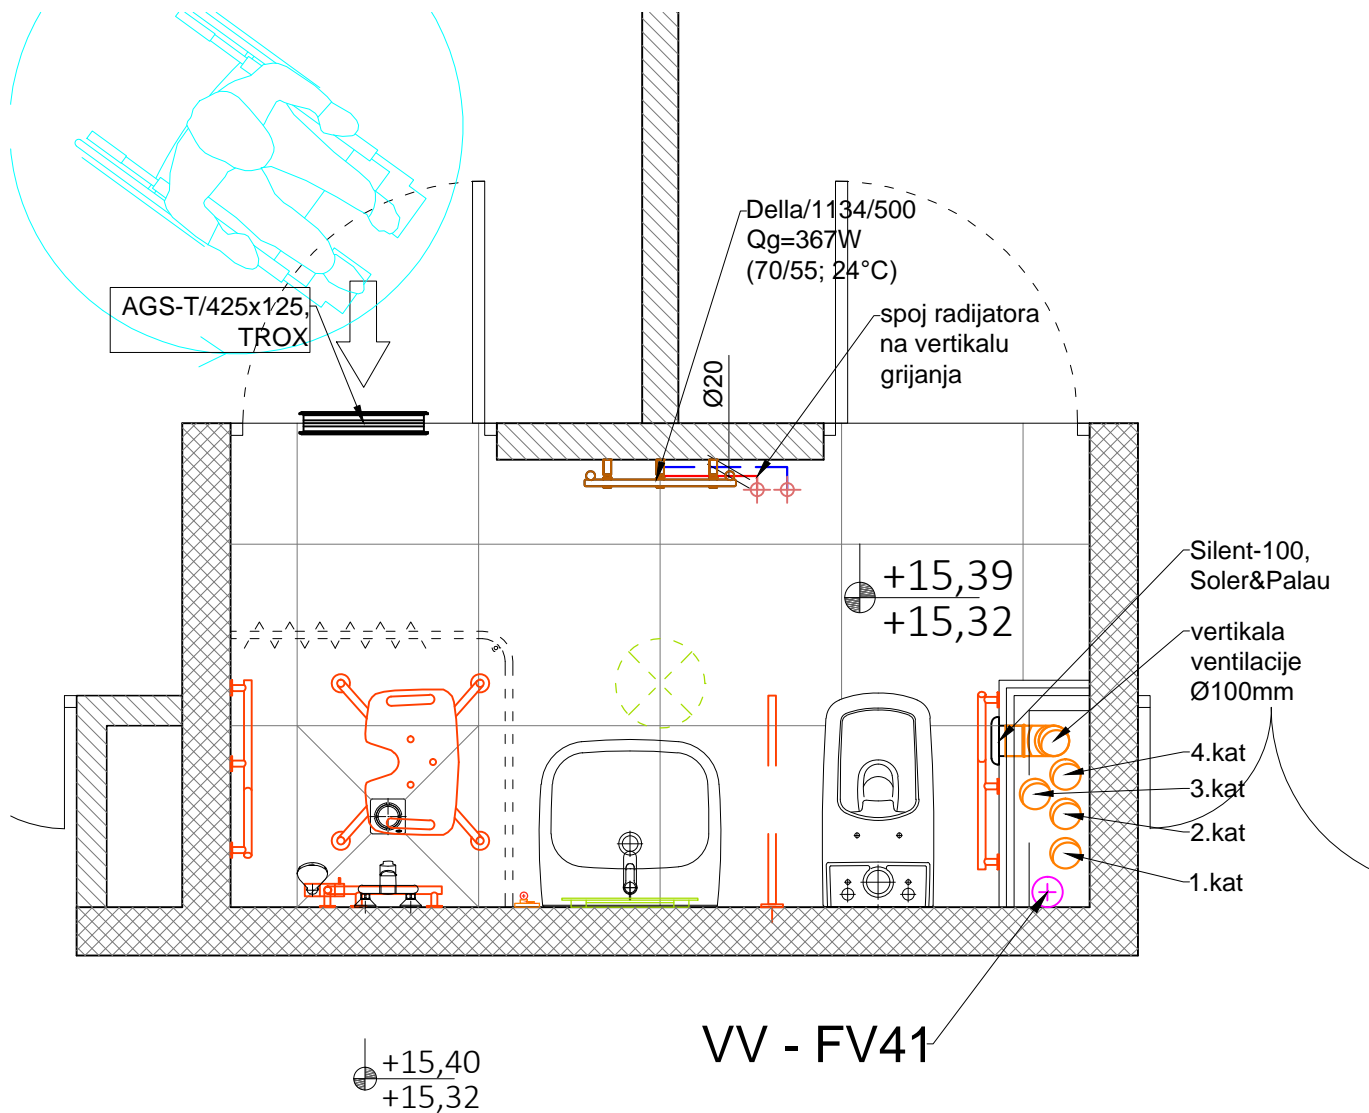 Della/1134/500
Qg=367W
(70/55; 24°C)
AGS-T/425x125,
TROX
spoj radijatora
na vertikalu
grijanja
Ø20
+15,39
+15,32
Silent-100,
Soler&Palau
vertikala
ventilacije
Ø100mm
4.kat
3.kat
2.kat
1.kat
VV - FV41
+15,40
+15,32